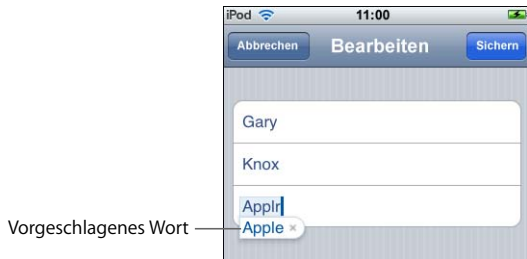 iPod 11:00
Abbrechen Bearbeiten Sichern
Gary
Knox
Applr
Vorgeschlagenes Wort Apple ×